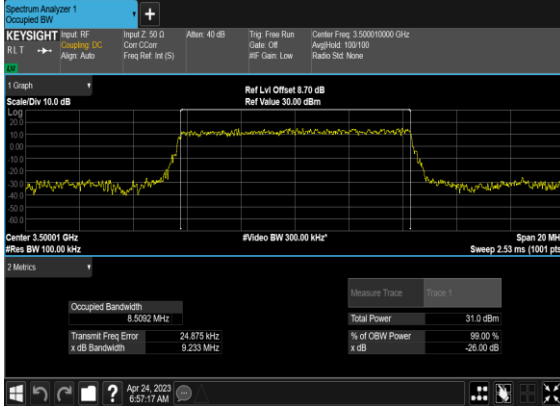 Spectrum Analyzer 1
Occupied BW
+
KEYSIGHT
RLT
Input: RF
Coupling: DC
Align: Auto
Input Z: 50 Ω
Corr CCorr
Freq Ref: Int (S)
Atten: 40 dB
Trig: Free Run
Gate: Off
#IF Gain: Low
Center Freq: 3.500010000 GHz
Avg|Hold: 100/100
Radio Std: None
1 Graph
Scale/Div 10.0 dB
Ref Lvl Offset 8.70 dB
Ref Value 30.00 dBm
Log
20.0
10.0
0.00
-10.0
-20.0
-30.0
-40.0
-50.0
-60.0
Center 3.50001 GHz
#Res BW 100.00 kHz
#Video BW 300.00 kHz*
Span 20 MH
Sweep 2.53 ms (1001 pts
2 Metrics
Measure Trace
Trace 1
Occupied Bandwidth
8.5092 MHz
Total Power
31.0 dBm
Transmit Freq Error
24.875 kHz
% of OBW Power
99.00 %
x dB Bandwidth
9.233 MHz
x dB
-26.00 dB
?
Apr 24, 2023
6:57:17 AM